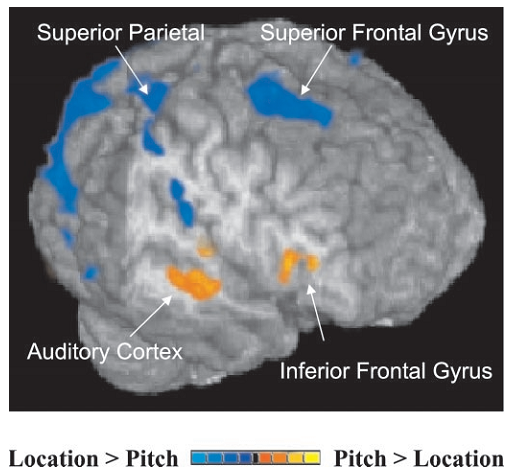 Superior Parietal
Superior Frontal Gyrus
Auditory Cortex
Inferior Frontal Gyrus
Location > Pitch
Pitch > Location